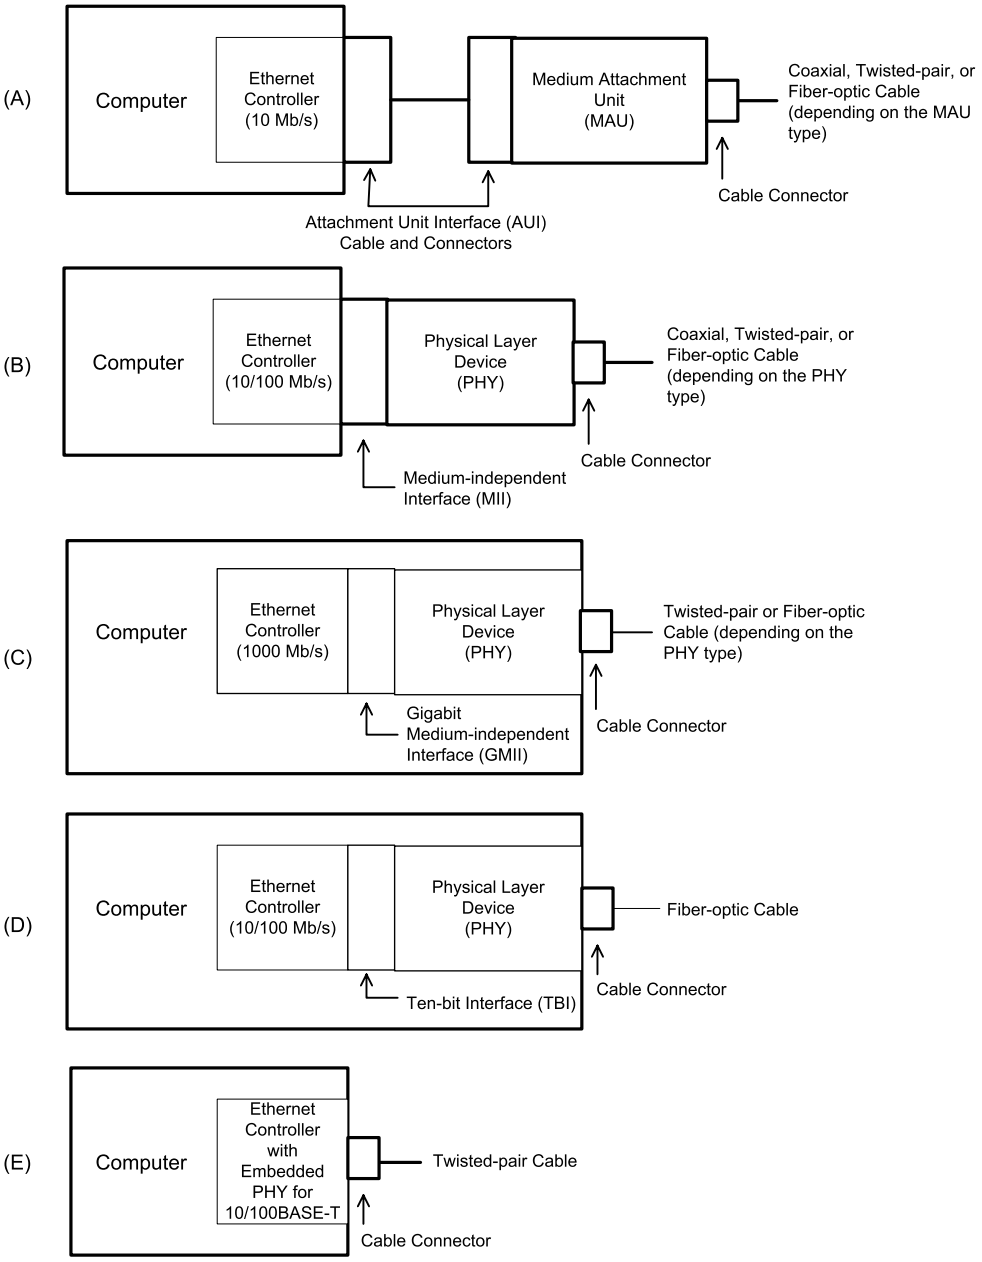 (A)
Computer
Ethernet
Controller
(10 Mb/s)
Medium Attachment
Unit
(MAU)
Coaxial, Twisted-pair, or
Fiber-optic Cable
(depending on the MAU
type)
Cable Connector
Attachment Unit Interface (AUI)
Cable and Connectors
(B)
Computer
Ethernet
Controller
(10/100 Mb/s)
Physical Layer
Device
(PHY)
Coaxial, Twisted-pair, or
Fiber-optic Cable
(depending on the PHY
type)
Cable Connector
Medium-independent
Interface (MII)
(C)
Computer
Ethernet
Controller
(1000 Mb/s)
Physical Layer
Device
(PHY)
Twisted-pair or Fiber-optic
Cable (depending on the
PHY type)
Cable Connector
Gigabit
Medium-independent
Interface (GMII)
(D)
Computer
Ethernet
Controller
(10/100 Mb/s)
Physical Layer
Device
(PHY)
Fiber-optic Cable
Cable Connector
Ten-bit Interface (TBI)
(E)
Computer
Ethernet
Controller
with
Embedded
PHY for
10/100BASE-T
Twisted-pair Cable
Cable Connector